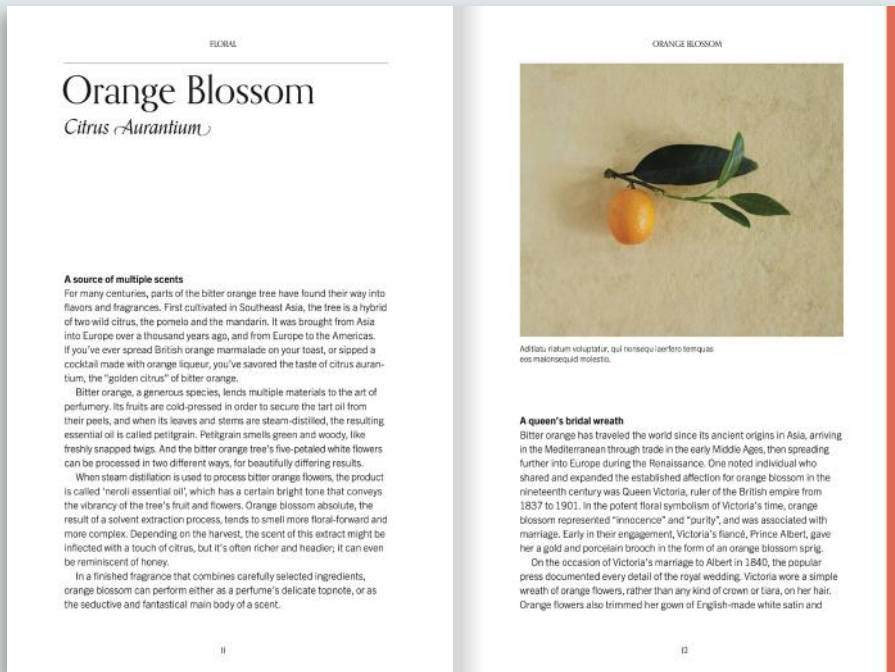 FLORAL
Orange Blossom
Citrus Aurantium
A source of multiple scents
For many centuries, parts of the bitter orange tree have found their way into
flavors and fragrances. First cultivated in Southeast Asia, the tree is a hybrid
of two wild citrus, the pomelo and the mandarin. It was brought from Asia
into Europe over a thousand years ago, and from Europe to the Americas.
If you've ever spread British orange marmalade on your toast, or sipped a
cocktail made with orange liqueur, you've savored the taste of citrus auran-
tium, the “golden citrus” of bitter orange.
Bitter orange, a generous species, lends multiple materials to the art of
perfumery. Its fruits are cold-pressed in order to secure the tart oil from
their peels, and when its leaves and stems are steam-distilled, the resulting
essential oil is called petitgrain. Petitgrain smells green and woody, like
freshly snapped twigs. And the bitter orange tree's five-petaled white flowers
can be processed in two different ways, for beautifully differing results.
When steam distillation is used to process bitter orange flowers, the product
is called ‘neroli essential oil’, which has a certain bright tone that conveys
the vibrancy of the tree's fruit and flowers. Orange blossom absolute, the
result of a solvent extraction process, tends to smell more floral-forward and
more complex. Depending on the harvest, the scent of this extract might be
inflected with a touch of citrus, but it's often richer and headier; it can even
be reminiscent of honey.
In a finished fragrance that combines carefully selected ingredients,
orange blossom can perform either as a perfume's delicate topnote, or as
the seductive and fantastical main body of a scent.
11
ORANGE BLOSSOM
Aditiatu riatum voluptatur, qui nonsequ iaerfero temquas
eos maionsequid molestio.
A queen's bridal wreath
Bitter orange has traveled the world since its ancient origins in Asia, arriving
in the Mediterranean through trade in the early Middle Ages, then spreading
further into Europe during the Renaissance. One noted individual who
shared and expanded the established affection for orange blossom in the
nineteenth century was Queen Victoria, ruler of the British empire from
1837 to 1901. In the potent floral symbolism of Victoria's time, orange
blossom represented “innocence” and “purity”, and was associated with
marriage. Early in their engagement, Victoria's fiancé, Prince Albert, gave
her a gold and porcelain brooch in the form of an orange blossom sprig.
On the occasion of Victoria's marriage to Albert in 1840, the popular
press documented every detail of the royal wedding. Victoria wore a simple
wreath of orange flowers, rather than any kind of crown or tiara, on her hair.
Orange flowers also trimmed her gown of English-made white satin and
12